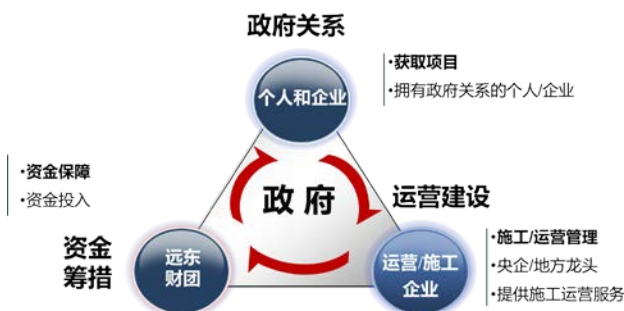 政府关系
个人和企业
•获取项目
•拥有政府关系的个人/企业
•资金保障
•资金投入
政府
运营建设
资金
筹措
远东
财团
运营/施工
企业
•施工/运营管理
•央企/地方龙头
•提供施工运营服务